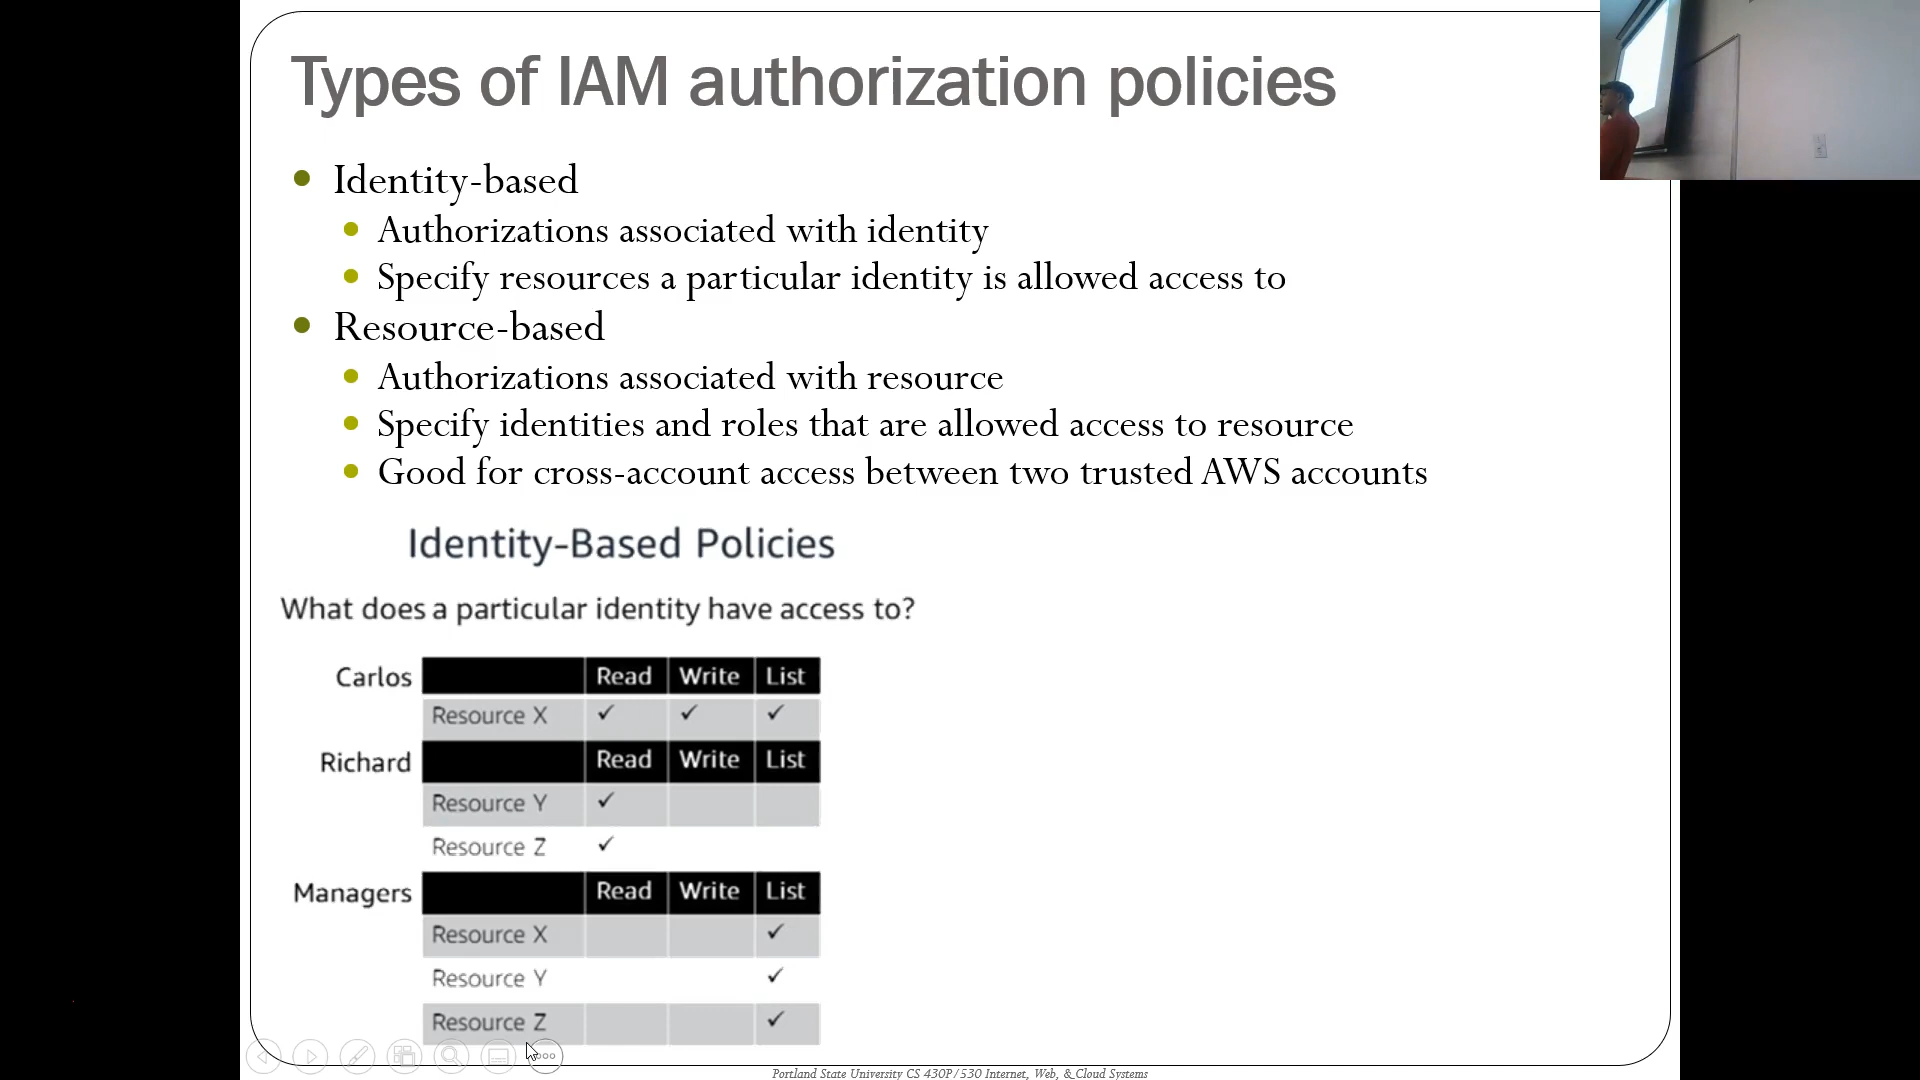 Types of IAM authorization policies
Identity-based
Authorizations associated with identity
Specify resources a particular identity is allowed access to
Resource-based
Authorizations associated with resource
Specify identities and roles that are allowed access to resource
Good for cross-account access between two trusted AWS accounts
Identity-Based Policies
What does a particular identity have access to?
Carlos Read Write List
Resource X ✓ ✓ ✓
Richard Read Write List
Resource Y ✓
Resource Z ✓
Managers Read Write List
Resource X ✓
Resource Y ✓
Resource Z ✓
Portland State University CS 430P/530 Internet, Web, & Cloud Systems